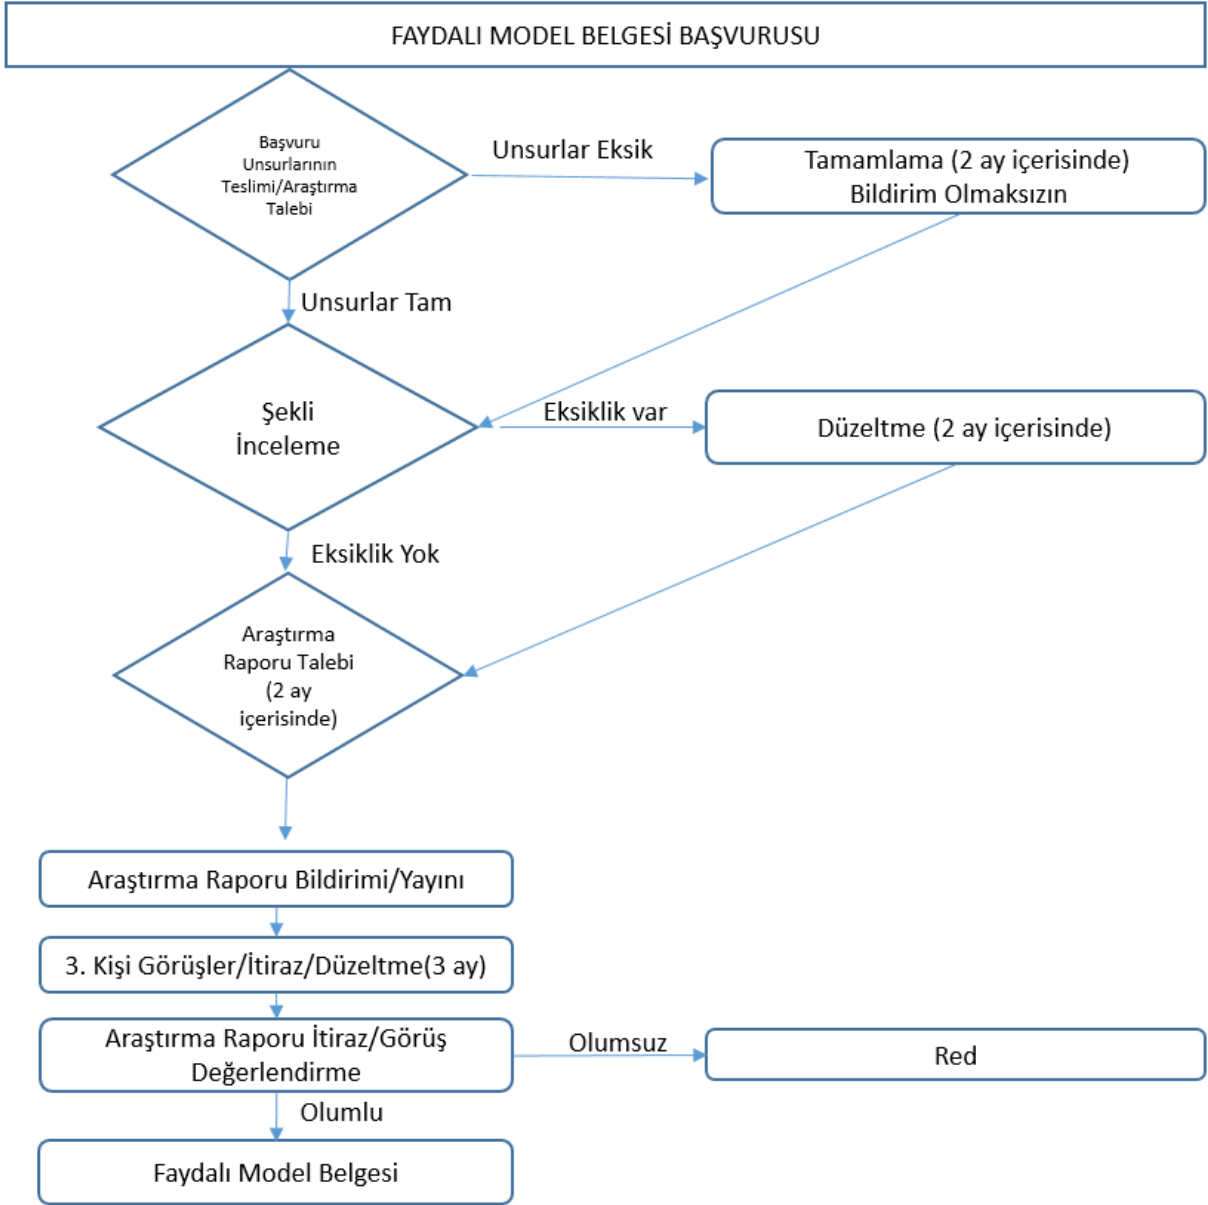 FAYDALI MODEL BELGESİ BAŞVURUSU
Başvuru
Unsurlarının
Teslimi/Araştırma
Talebi
Unsurlar Eksik
Tamamlama (2 ay içerisinde)
Bildirim Olmaksızın
Unsurlar Tam
Şekli
İnceleme
Eksiklik var
Düzeltme (2 ay içerisinde)
Eksiklik Yok
Araştırma
Raporu Talebi
(2 ay
içerisinde)
Araştırma Raporu Bildirimi/Yayını
3. Kişi Görüşler/İtiraz/Düzeltme(3 ay)
Araştırma Raporu İtiraz/Görüş
Değerlendirme
Olumsuz
Red
Olumlu
Faydalı Model Belgesi